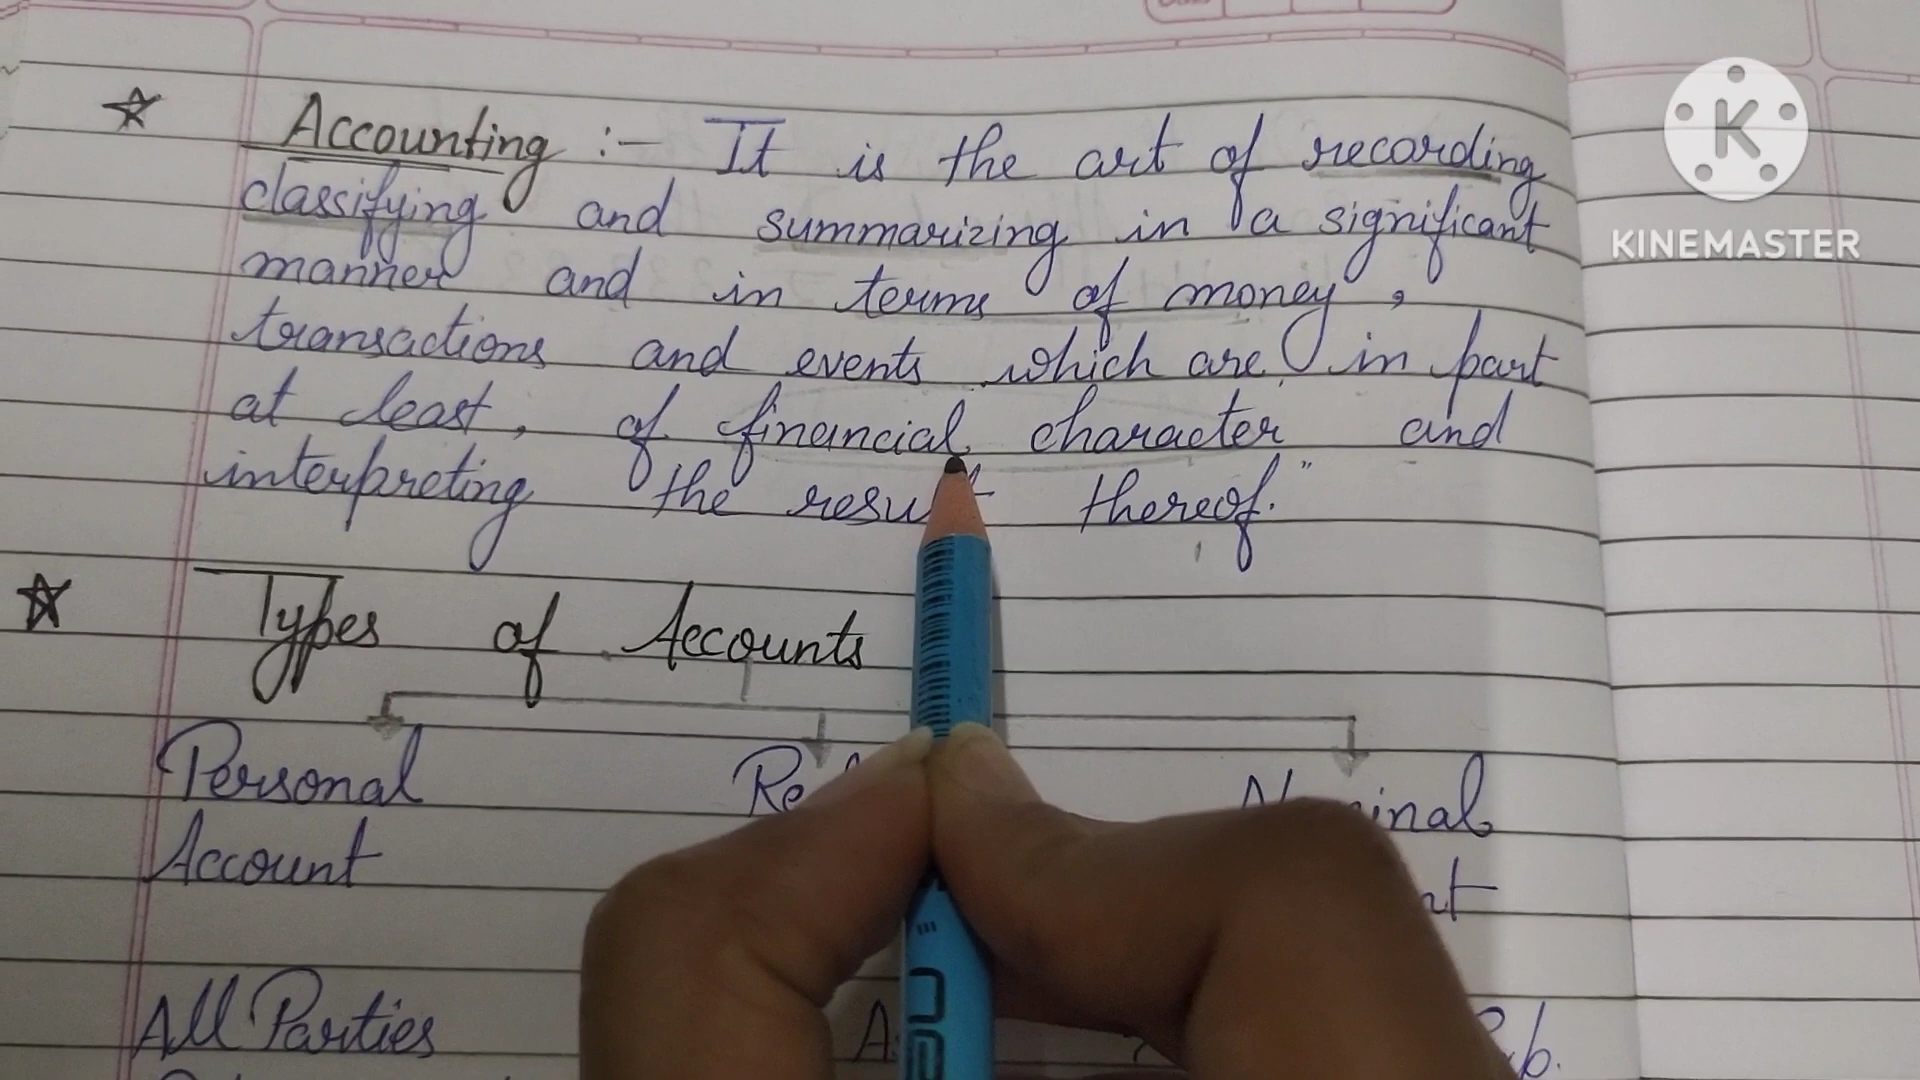 Accounting :- It is the art of recording
classifying and summarizing in a significant
manner and in terms of money,
transactions and events which are in part
at least, of financial character and
interpreting the result thereof."
Types of Accounts
Personal Nominal
Account
All Parties
K
KINEMASTER